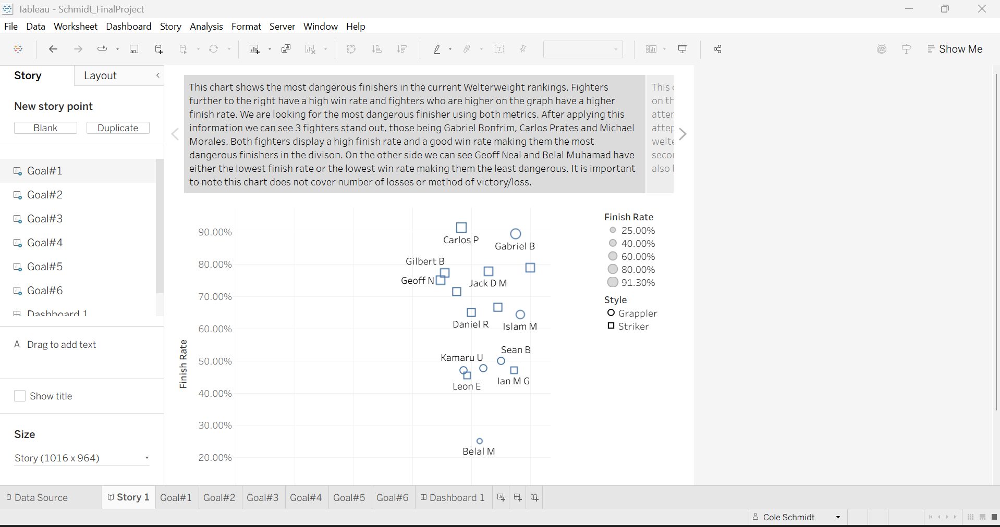 Tableau - Schmidt_FinalProject
File Data Worksheet Dashboard Story Analysis Format Server Window Help
Show Me
Story Layout
New story point
Blank Duplicate
Goal#1
Goal#2
Goal#3
Goal#4
Goal#5
Goal#6
Dashboard 1
A Drag to add text
Show title
Size
Story (1016 x 964)
This chart shows the most dangerous finishers in the current Welterweight rankings. Fighters
further to the right have a high win rate and fighters who are higher on the graph have a higher
finish rate. We are looking for the most dangerous finisher using both metrics. After applying this
information we can see 3 fighters stand out, those being Gabriel Bonfrim, Carlos Prates and Michael
Morales. Both fighters display a high finish rate and a good win rate making them the most
dangerous finishers in the divison. On the other side we can see Geoff Neal and Belal Muhamad have
either the lowest finish rate or the lowest win rate making them the least dangerous. It is important
to note this chart does not cover number of losses or method of victory/loss.
This
on th
atter
attep
welte
secor
also
Finish Rate
90.00%
80.00%
70.00%
60.00%
50.00%
40.00%
30.00%
20.00%
Carlos P
Gabriel B
Gilbert B
Geoff N
Jack D M
Daniel R
Islam M
Sean B
Kamaru U
Ian M G
Leon E
Belal M
Finish Rate
25.00%
40.00%
60.00%
80.00%
91.30%
Style
Grappler
Striker
Data Source Story 1 Goal#1 Goal#2 Goal#3 Goal#4 Goal#5 Goal#6 Dashboard 1
Cole Schmidt